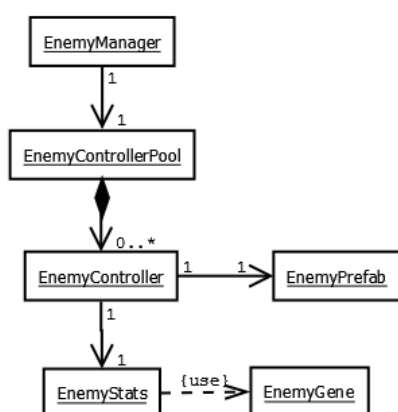 EnemyManager
1
1
EnemyControllerPool
0..*
EnemyController
1
1
EnemyPrefab
1
1
EnemyStats
{use}
EnemyGene